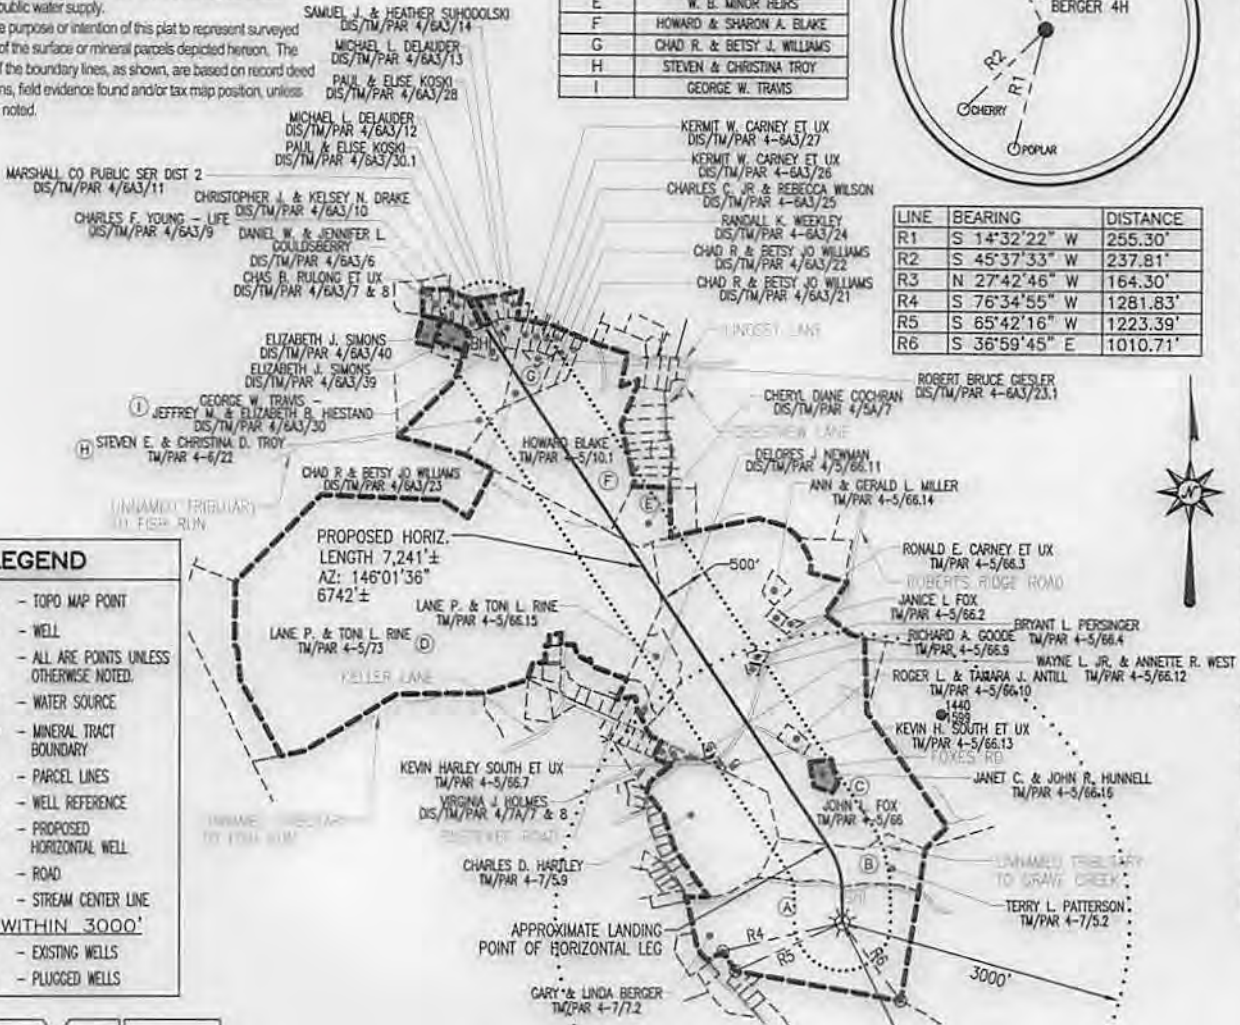 public water supply.
e purpose or intention of this plat to represent surveyed
of the surface or mineral parcels depicted hereon. The
f the boundary lines, as shown, are based on record deed
ns, field evidence found and/or tax map position, unless
noted.
SAMUEL J. & HEATHER SUHODOLSKI
DIS/TM/PAR 4/6A3/14
MICHAEL L. DELAUDER
DIS/TM/PAR 4/6A3/13
PAUL & ELISE KOSKI
DIS/TM/PAR 4/6A3/28
MICHAEL L. DELAUDER
DIS/TM/PAR 4/6A3/12
PAUL & ELISE KOSKI
DIS/TM/PAR 4/6A3/30.1
MARSHALL CO PUBLIC SER DIST 2
DIS/TM/PAR 4/6A3/11
CHRISTOPHER J. & KELSEY N. DRAKE
DIS/TM/PAR 4/6A3/10
CHARLES F. YOUNG - LIFE
DIS/TM/PAR 4/6A3/9
DANIEL W. & JENNIFER L.
GOULDSBERRY
DIS/TM/PAR 4/6A3/6
CHAS B. RULONG ET UX
DIS/TM/PAR 4/6A3/7 & 8
E W. B. MINOR HEIRS
F HOWARD & SHARON A. BLAKE
G CHAD R. & BETSY J. WILLIAMS
H STEVEN & CHRISTINA TROY
I GEORGE W. TRAVIS
BERGER 4H
R2
R1
CHERRY
POPLAR
KERMIT W. CARNEY ET UX
DIS/TM/PAR 4-6A3/27
KERMIT W. CARNEY ET UX
DIS/TM/PAR 4-6A3/26
CHARLES C. JR & REBECCA WILSON
DIS/TM/PAR 4-6A3/25
RANDALL K. WEEKLEY
DIS/TM/PAR 4-6A3/24
CHAD R & BETSY JO WILLIAMS
DIS/TM/PAR 4/6A3/22
CHAD R & BETSY JO WILLIAMS
DIS/TM/PAR 4/6A3/21
LINE BEARING DISTANCE
R1 S 14°32'22" W 255.30'
R2 S 45°37'33" W 237.81'
R3 N 27°42'46" W 164.30'
R4 S 76°34'55" W 1281.83'
R5 S 65°42'16" W 1223.39'
R6 S 36°59'45" E 1010.71'
LINDSEY LANE
ELIZABETH J. SIMONS
DIS/TM/PAR 4/6A3/40
ELIZABETH J. SIMONS
DIS/TM/PAR 4/6A3/39
BH
G
ROBERT BRUCE GIESLER
DIS/TM/PAR 4-6A3/23.1
I
GEORGE W. TRAVIS -
JEFFREY M. & ELIZABETH B. HIESTAND
DIS/TM/PAR 4/6A3/30
CHERYL DIANE COCHRAN
DIS/TM/PAR 4/5A/7
H STEVEN E. & CHRISTINA D. TROY
TM/PAR 4-6/22
HOWARD BLAKE
TM/PAR 4-5/10.1
F
DELORES J NEWMAN
DIS/TM/PAR 4/5/66.11
CHAD R & BETSY JO WILLIAMS
DIS/TM/PAR 4/6A3/23
ANN & GERALD L. MILLER
TM/PAR 4-5/66.14
E
UNNAMED TRIBUTARY
TO FISH RUN
PROPOSED HORIZ.
LENGTH 7,241'±
AZ: 146°01'36"
6742'±
500'
RONALD E. CARNEY ET UX
TM/PAR 4-5/66.3
ROBERTS RIDGE ROAD
LEGEND
- TOPO MAP POINT
- WELL
- ALL ARE POINTS UNLESS
OTHERWISE NOTED.
- WATER SOURCE
- MINERAL TRACT
BOUNDARY
- PARCEL LINES
- WELL REFERENCE
- PROPOSED
HORIZONTAL WELL
- ROAD
- STREAM CENTER LINE
WITHIN 3000'
- EXISTING WELLS
- PLUGGED WELLS
LANE P. & TONI L. RINE
TM/PAR 4-5/66.15
LANE P. & TONI L. RINE
TM/PAR 4-5/73
D
KELLER LANE
JANICE L FOX
TM/PAR 4-5/66.2
BRYANT L. PERSINGER
TM/PAR 4-5/66.4
RICHARD A. GOODE
TM/PAR 4-5/66.9
WAYNE L. JR. & ANNETTE R. WEST
TM/PAR 4-5/66.12
ROGER L. & TAMARA J. ANTILL
TM/PAR 4-5/66.10
1440
1599
KEVIN H. SOUTH ET UX
TM/PAR 4-5/66.13
FOXES RD
JANET C. & JOHN R. HUNNELL
TM/PAR 4-5/66.16
KEVIN HARLEY SOUTH ET UX
TM/PAR 4-5/66.7
VIRGINIA J HOLMES
DIS/TM/PAR 4/7A/7 & 8
C
JOHN L. FOX
TM/PAR 4-5/66
UNNAMED TRIBUTARY
TO FISH RUN
CHARLES D. HARTLEY
TM/PAR 4-7/5.9
B
UNNAMED TRIBUTARY
TO GRAVE CREEK
TERRY L. PATTERSON
TM/PAR 4-7/5.2
A
APPROXIMATE LANDING
POINT OF HORIZONTAL LEG
R4
R5
R6
3000'
GARY & LINDA BERGER
TM/PAR 4-7/7.2
N